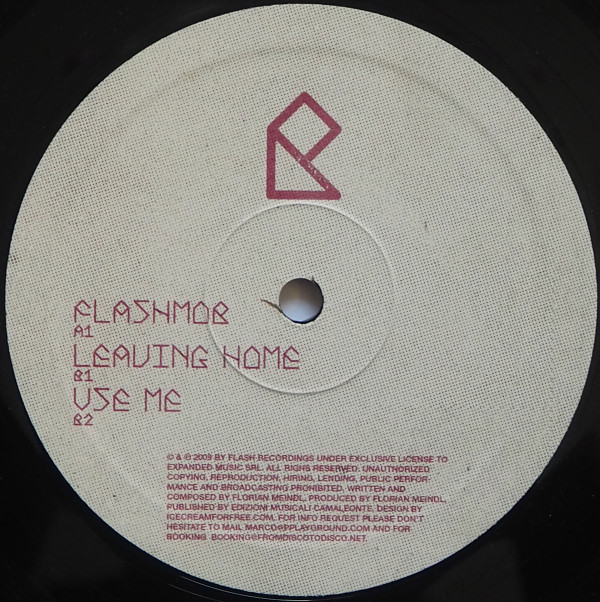 FLASHMOB
A1
LEAVING HOME
B1
USE ME
B2
© & ℗ 2009 BY FLASH RECORDINGS UNDER EXCLUSIVE LICENSE TO
EXPANDED MUSIC SRL. ALL RIGHS RESERVED. UNAUTHORIZED
COPYING, REPRODUCTION, HIRING, LENDING, PUBLIC PERFOR-
MANCE AND BROADCASTING PROHIBITED. WRITTEN AND
COMPOSED BY FLORIAN MEINDL, PRODUCED BY FLORIAN MEINDL,
PUBLISHED BY EDIZIONI MUSICALI CAMALEONTE, DESIGN BY
ICECREAMFORFREE.COM. FOR INFO REQUEST PLEASE DON'T
HESITATE TO MAIL MARCO@PPLAYGROUND.COM AND FOR
BOOKING BOOKING@FROMDISCOTODISCO.NET.